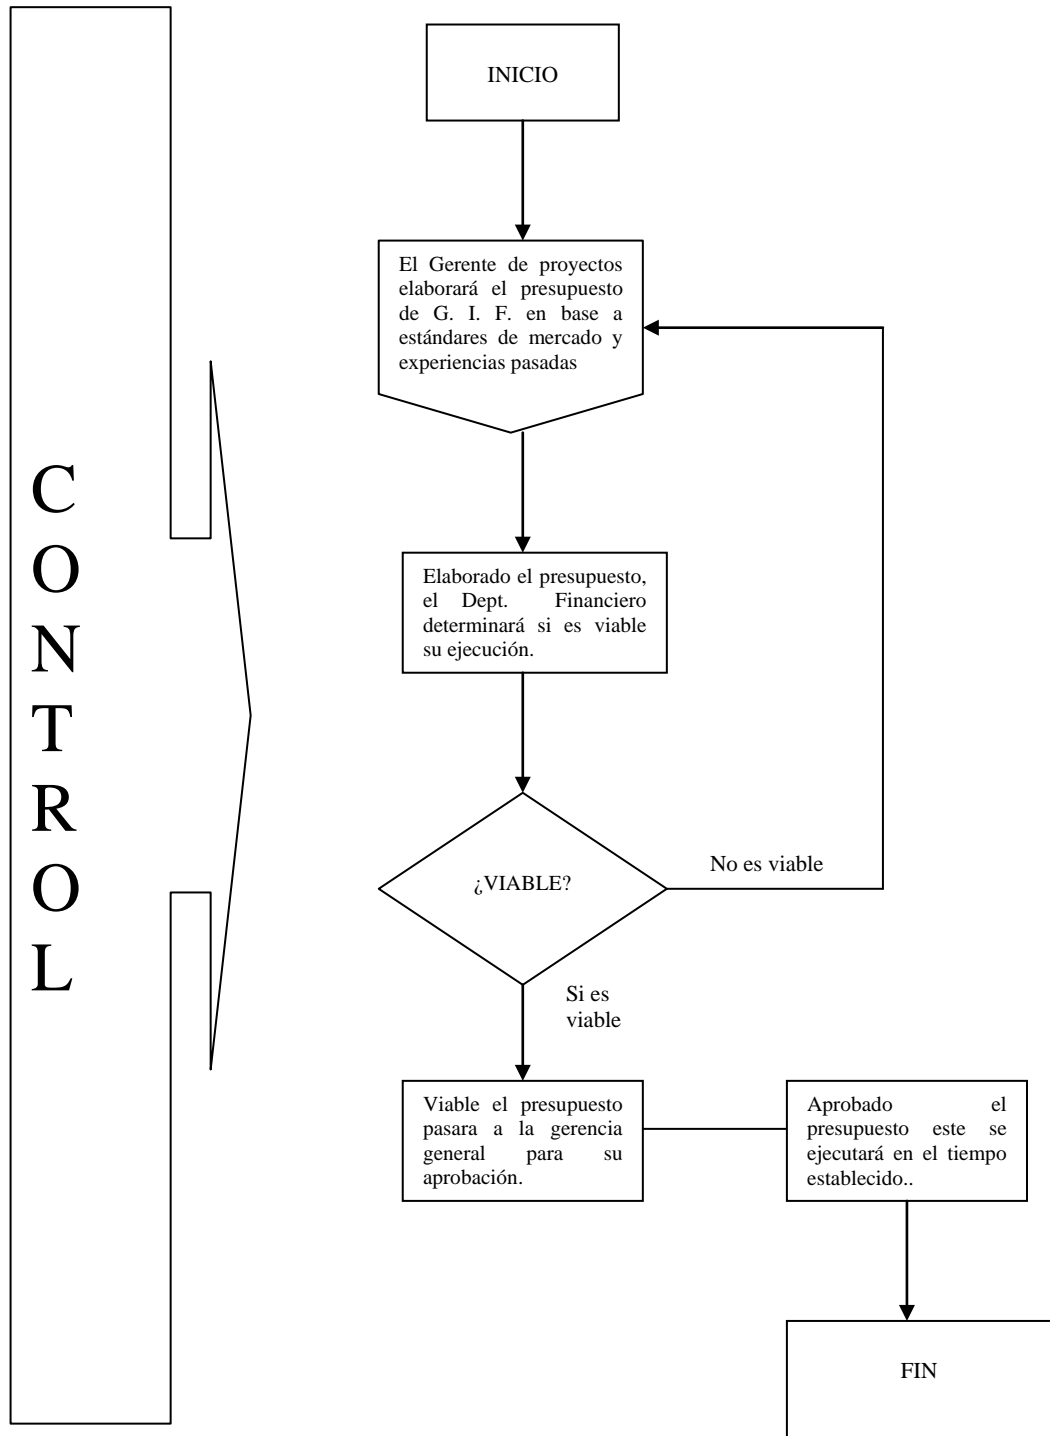 C
O
N
T
R
O
L
INICIO
El Gerente de proyectos
elaborará el presupuesto
de G. I. F. en base a
estándares de mercado y
experiencias pasadas
Elaborado el presupuesto,
el Dept. Financiero
determinará si es viable
su ejecución.
¿VIABLE?
No es viable
Si es
viable
Viable el presupuesto
pasara a la gerencia
general para su
aprobación.
Aprobado el
presupuesto este se
ejecutará en el tiempo
establecido..
FIN